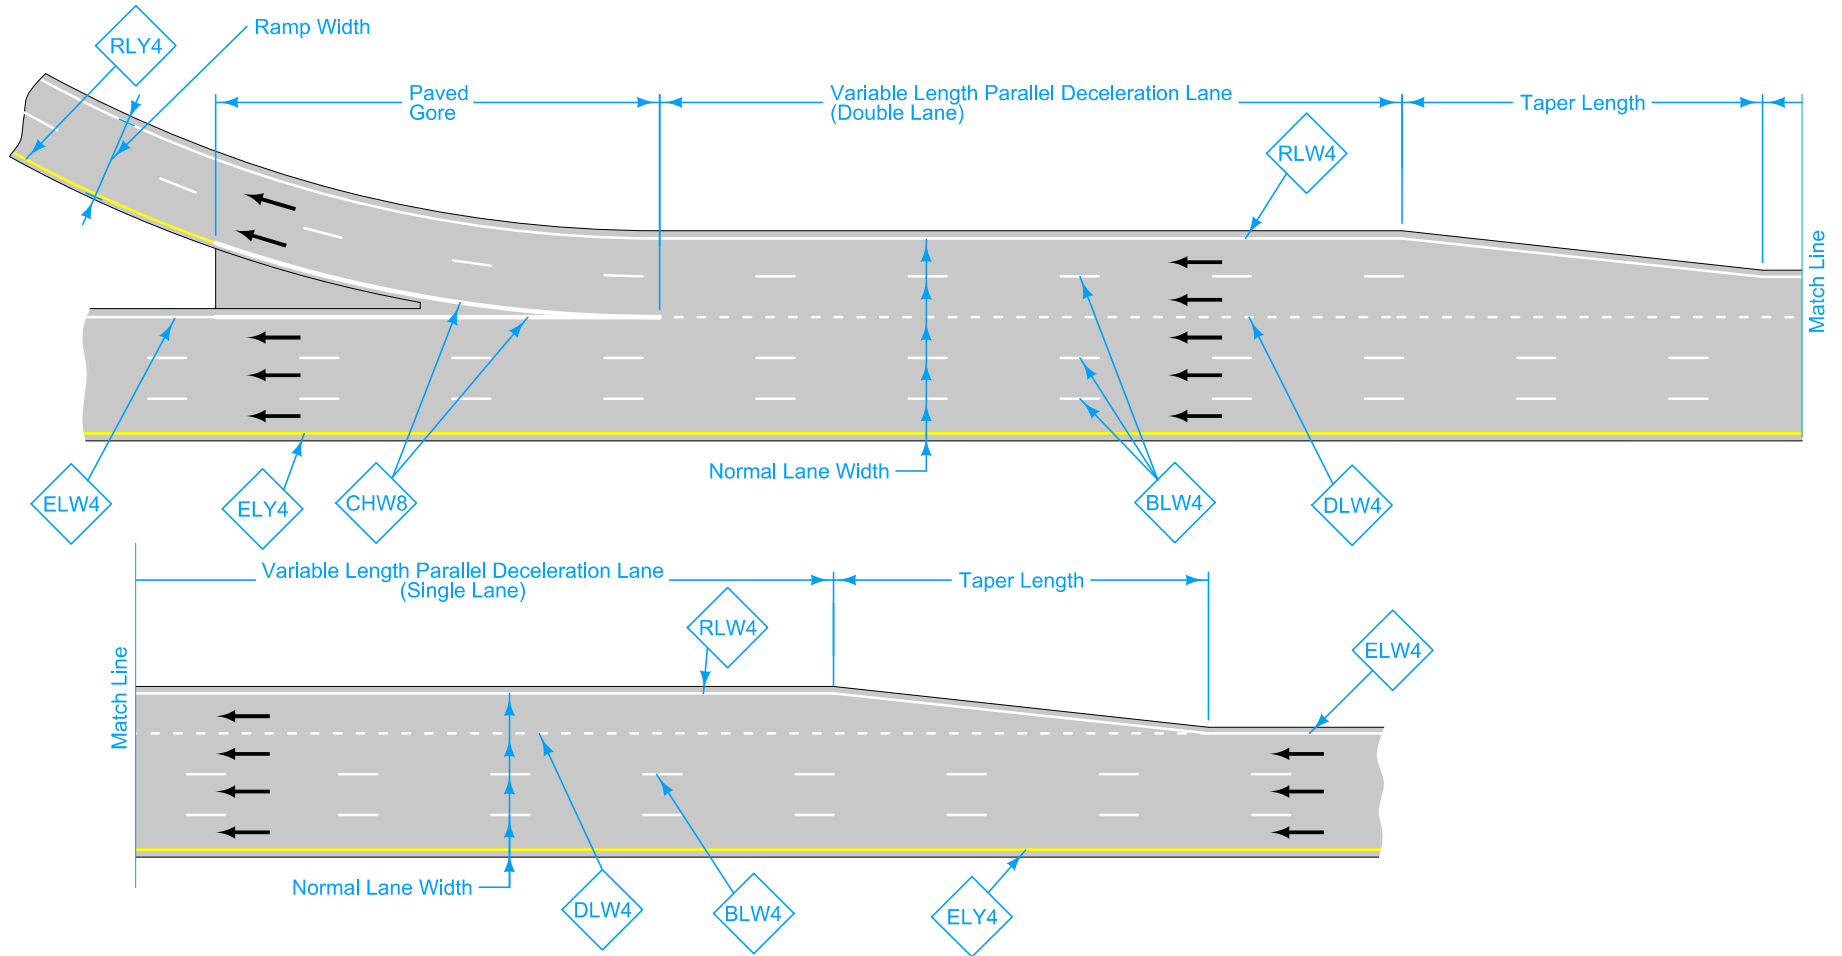 RLY4
Ramp Width
Paved
Gore
Variable Length Parallel Deceleration Lane
(Double Lane)
Taper Length
RLW4
Match Line
Normal Lane Width
ELW4
ELY4
CHW8
BLW4
DLW4
Variable Length Parallel Deceleration Lane
(Single Lane)
Taper Length
RLW4
ELW4
Match Line
Normal Lane Width
DLW4
BLW4
ELY4